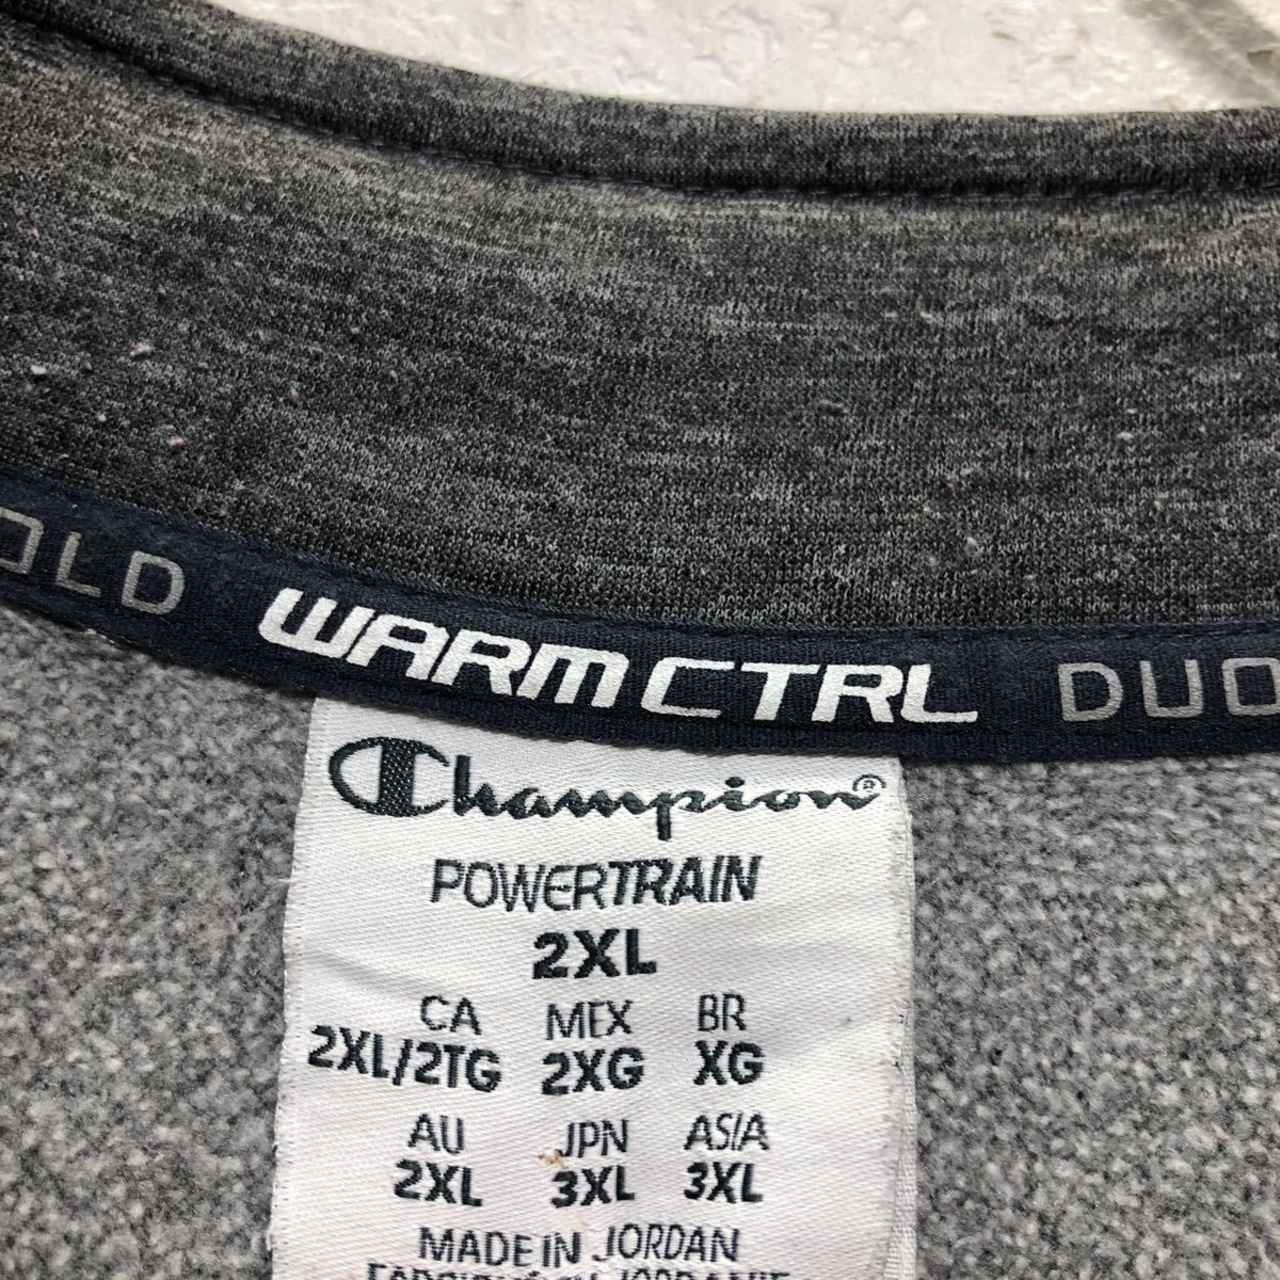 OLD WARM CTRL DUO
Champion®
POWERTRAIN
2XL
CA MEX BR
2XL/2TG 2XG XG
AU JPN ASIA
2XL 3XL 3XL
MADE IN JORDAN